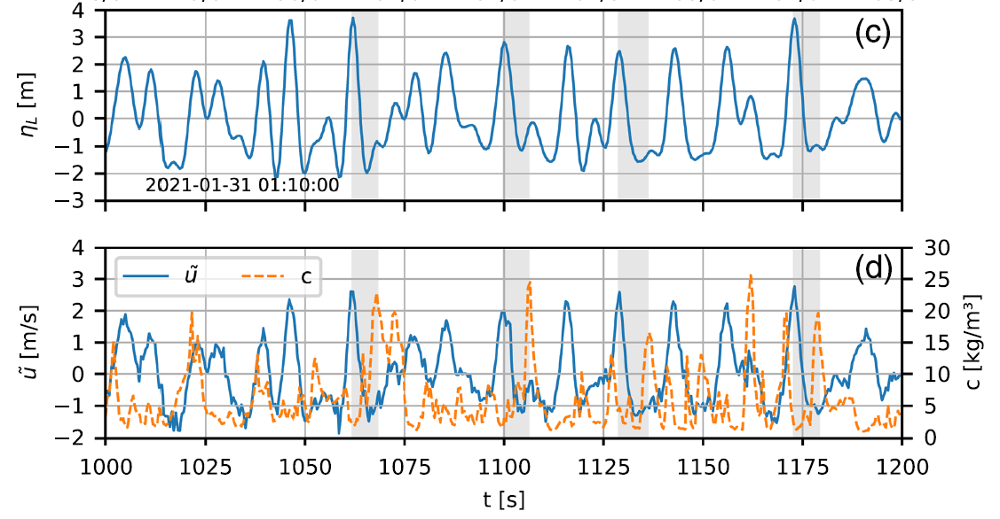 (c)
4
3
2
1
0
−1
−2
−3
η_L [m]
2021-01-31 01:10:00
(d)
ũ
c
4
3
2
1
0
−1
−2
ũ [m/s]
30
25
20
15
10
5
0
c [kg/m³]
1000 1025 1050 1075 1100 1125 1150 1175 1200
t [s]